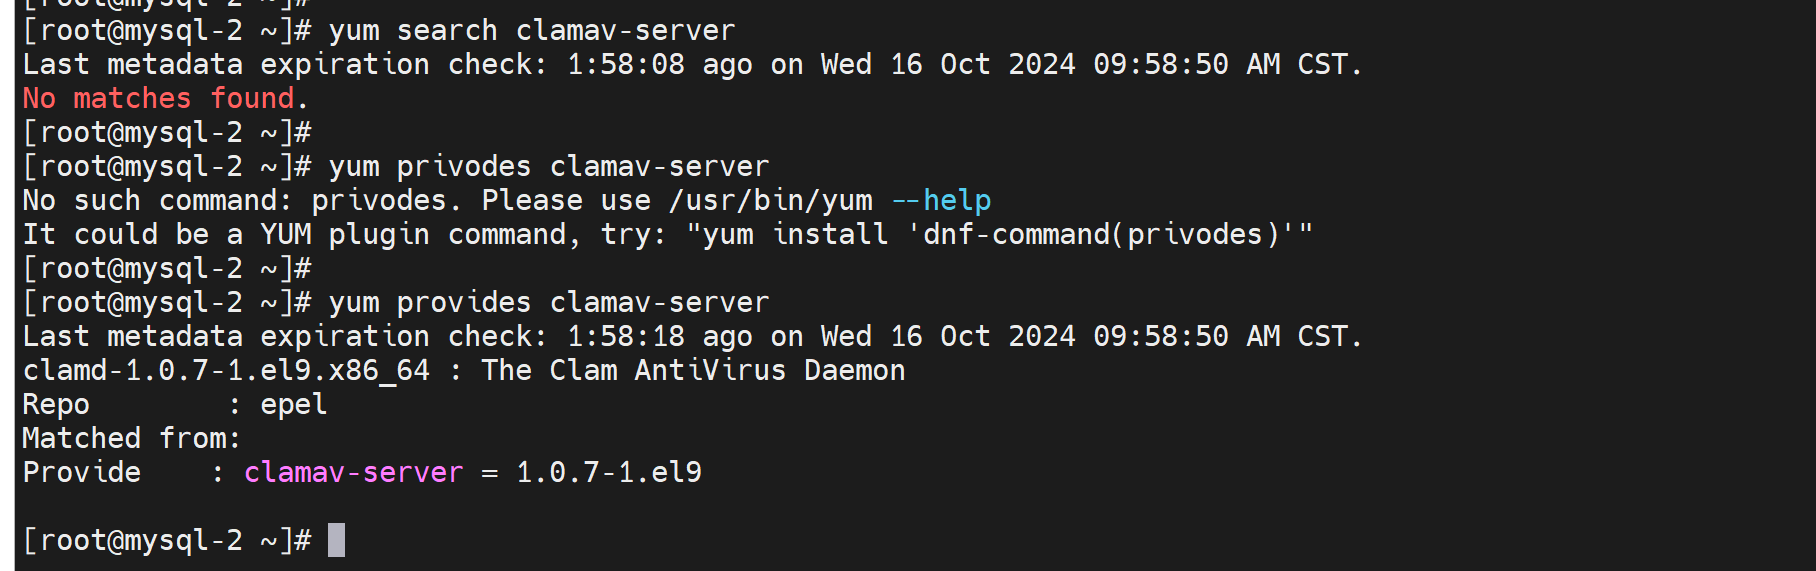 [root@mysql-2 ~]#
[root@mysql-2 ~]# yum search clamav-server
Last metadata expiration check: 1:58:08 ago on Wed 16 Oct 2024 09:58:50 AM CST.
No matches found.
[root@mysql-2 ~]#
[root@mysql-2 ~]# yum privodes clamav-server
No such command: privodes. Please use /usr/bin/yum --help
It could be a YUM plugin command, try: "yum install 'dnf-command(privodes)'"
[root@mysql-2 ~]#
[root@mysql-2 ~]# yum provides clamav-server
Last metadata expiration check: 1:58:18 ago on Wed 16 Oct 2024 09:58:50 AM CST.
clamd-1.0.7-1.el9.x86_64 : The Clam AntiVirus Daemon
Repo        : epel
Matched from:
Provide    : clamav-server = 1.0.7-1.el9
[root@mysql-2 ~]#